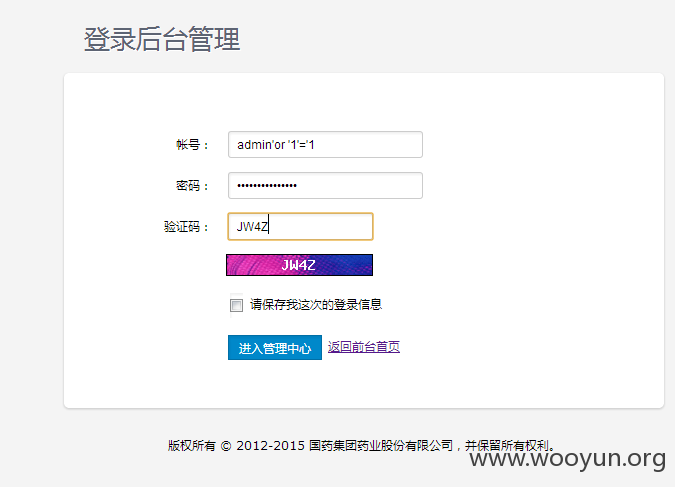 登录后台管理
帐号： admin'or '1'='1
密码： •••••••••••••••
验证码： JW4Z
JW4Z
请保存我这次的登录信息
进入管理中心 返回前台首页
版权所有 © 2012-2015 国药集团药业股份有限公司，并保留所有权利。
www.wooyun.org